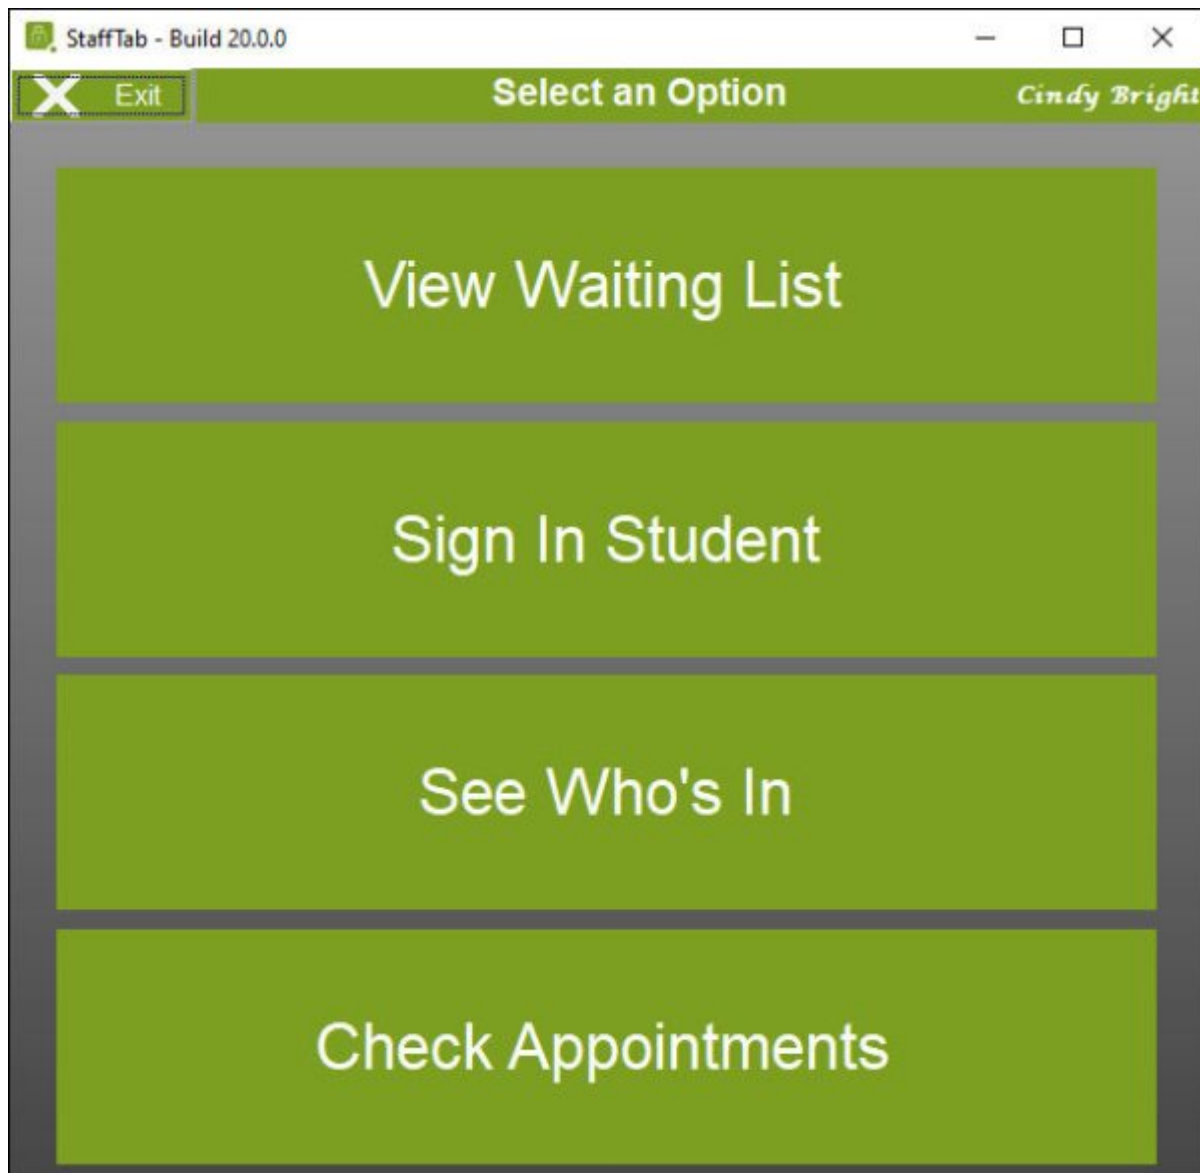 StaffTab - Build 20.0.0
Exit
Select an Option
Cindy Bright
View Waiting List
Sign In Student
See Who's In
Check Appointments